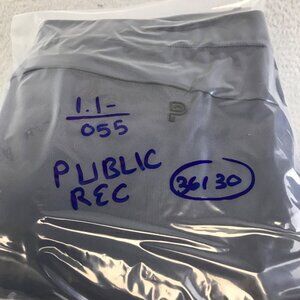 1.1-
055
P
PUBLIC
REC
36130